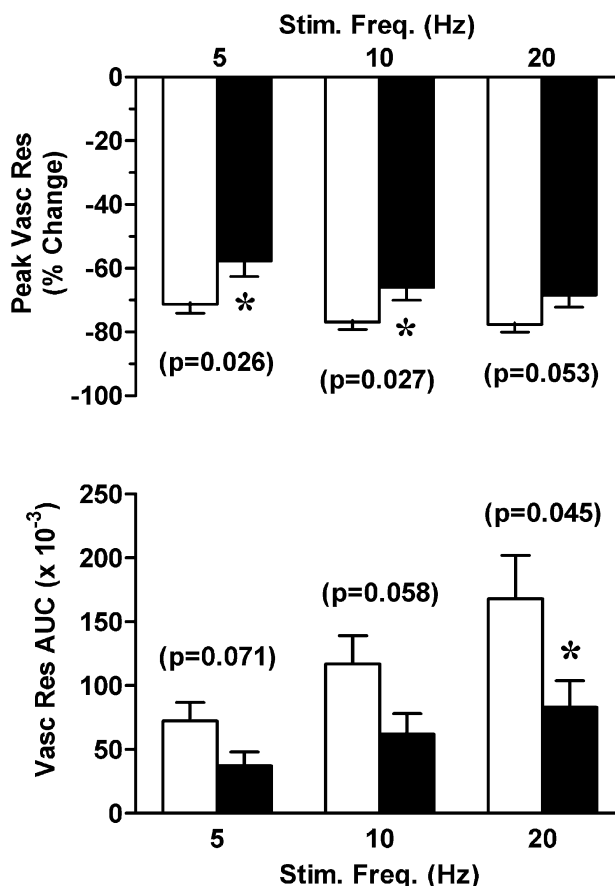 Stim. Freq. (Hz)
5 10 20
Peak Vasc Res
(% Change)
0
-20
-40
-60
-80
-100
* *
(p=0.026) (p=0.027) (p=0.053)
Vasc Res AUC (x 10⁻³)
250
200
150
100
50
0
(p=0.071) (p=0.058) (p=0.045)
*
5 10 20
Stim. Freq. (Hz)